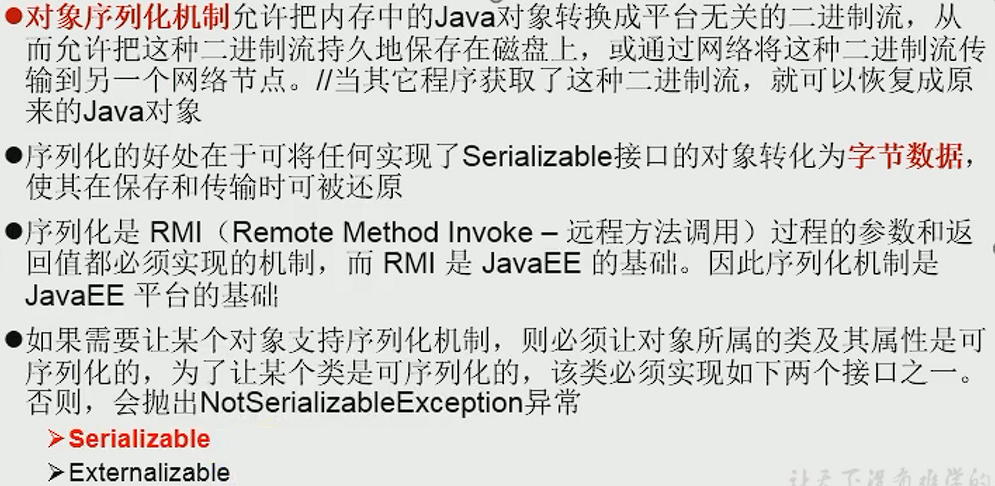 ●对象序列化机制允许把内存中的Java对象转换成平台无关的二进制流，从
而允许把这种二进制流持久地保存在磁盘上，或通过网络将这种二进制流传
输到另一个网络节点。//当其它程序获取了这种二进制流，就可以恢复成原
来的Java对象
●序列化的好处在于可将任何实现了Serializable接口的对象转化为字节数据，
使其在保存和传输时可被还原
●序列化是 RMI（Remote Method Invoke – 远程方法调用）过程的参数和返
回值都必须实现的机制，而 RMI 是 JavaEE 的基础。因此序列化机制是
JavaEE 平台的基础
●如果需要让某个对象支持序列化机制，则必须让对象所属的类及其属性是可
序列化的，为了让某个类是可序列化的，该类必须实现如下两个接口之一。
否则，会抛出NotSerializableException异常
➢Serializable
➢Externalizable
让天下没有难学的